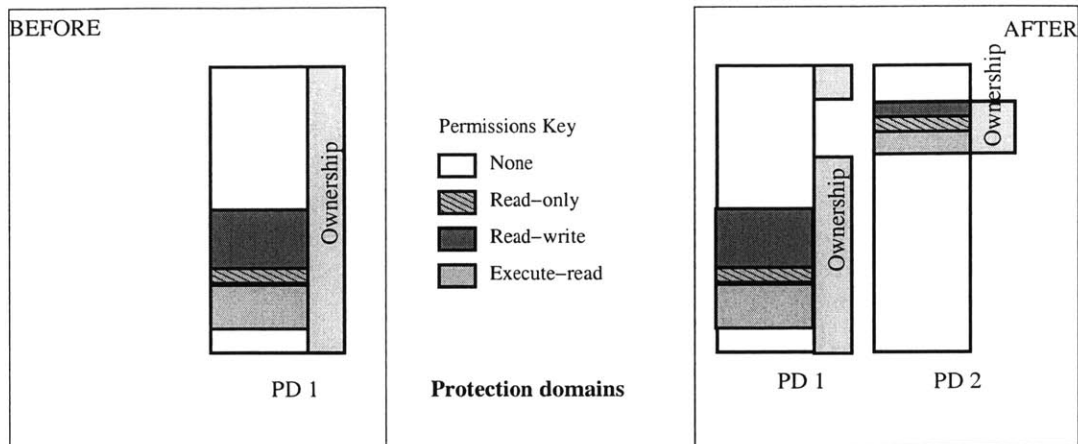 BEFORE
Ownership
PD 1
Permissions Key
None
Read–only
Read–write
Execute–read
Protection domains
AFTER
Ownership
Ownership
PD 1
PD 2